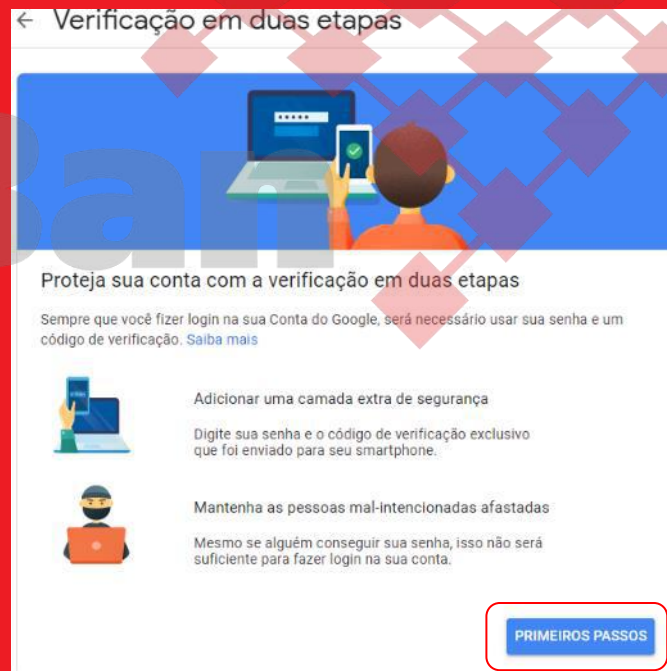 Verificação em duas etapas
Ban
Proteja sua conta com a verificação em duas etapas
Sempre que você fizer login na sua Conta do Google, será necessário usar sua senha e um
código de verificação. Saiba mais
Adicionar uma camada extra de segurança
Digite sua senha e o código de verificação exclusivo
que foi enviado para seu smartphone.
Mantenha as pessoas mal-intencionadas afastadas
Mesmo se alguém conseguir sua senha, isso não será
suficiente para fazer login na sua conta.
PRIMEIROS PASSOS